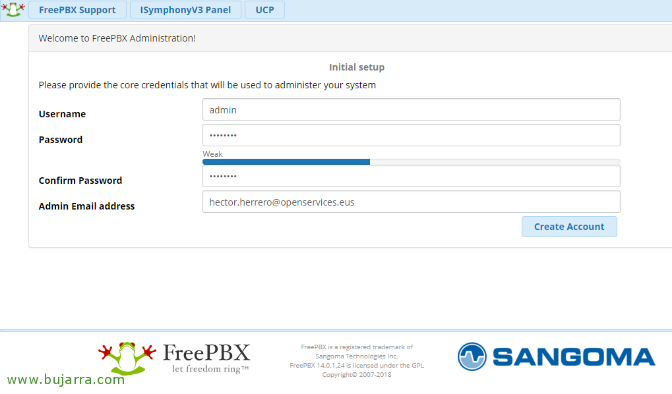 FreePBX Support ISymphonyV3 Panel UCP
Welcome to FreePBX Administration!
Initial setup
Please provide the core credentials that will be used to administer your system
Username admin
Password ••••••••
Weak
Confirm Password ••••••••
Admin Email address hector.herrero@openservices.eus
Create Account
FreePBX
let freedom ring™
FreePBX is a registered trademark of
Sangoma Technologies Inc.
FreePBX 14.0.1.24 is licensed under the GPL
Copyright© 2007-2018
SANGOMA
www.bujarra.com